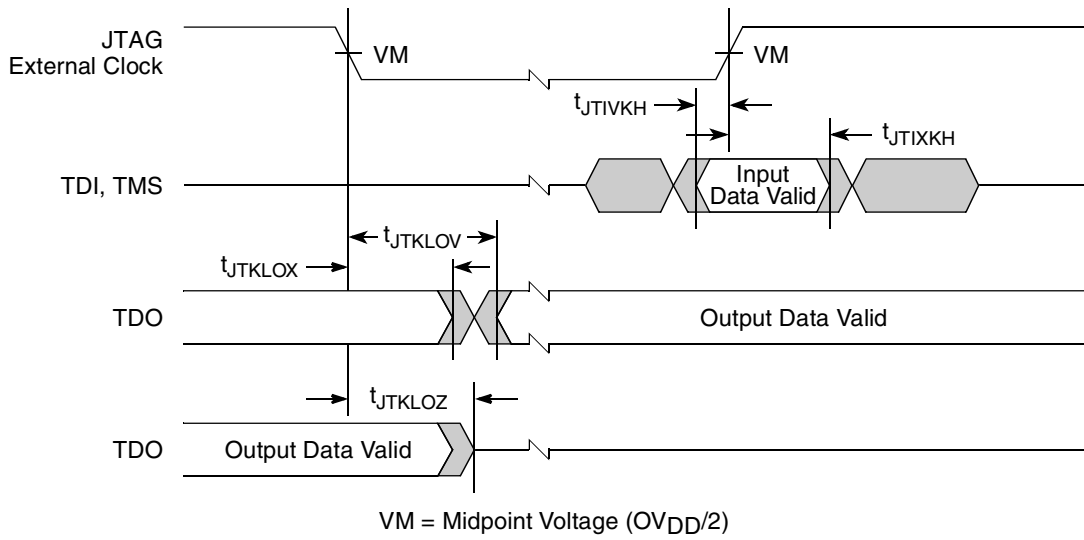 JTAG
External Clock
VM
VM
tJTIVKH
tJTIXKH
TDI, TMS
Input
Data Valid
tJTKLOV
tJTKLOX
TDO
Output Data Valid
tJTKLOZ
TDO
Output Data Valid
VM = Midpoint Voltage (OVDD/2)